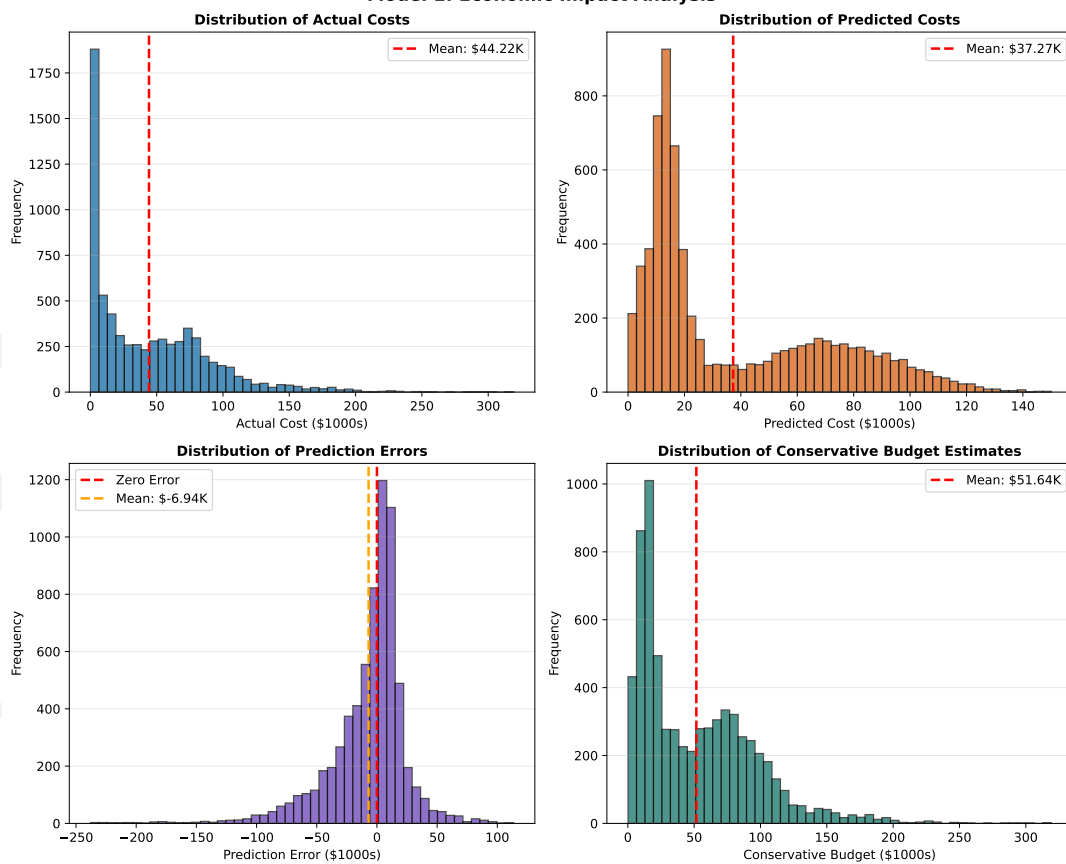 Distribution of Actual Costs
Mean: $44.22K
Frequency
1750
1500
1250
1000
750
500
250
0
0 50 100 150 200 250 300
Actual Cost ($1000s)
Distribution of Predicted Costs
Mean: $37.27K
Frequency
800
600
400
200
0
0 20 40 60 80 100 120 140
Predicted Cost ($1000s)
Distribution of Prediction Errors
Zero Error
Mean: $-6.94K
Frequency
1200
1000
800
600
400
200
0
−250 −200 −150 −100 −50 0 50 100
Prediction Error ($1000s)
Distribution of Conservative Budget Estimates
Mean: $51.64K
Frequency
1000
800
600
400
200
0
0 50 100 150 200 250 300
Conservative Budget ($1000s)